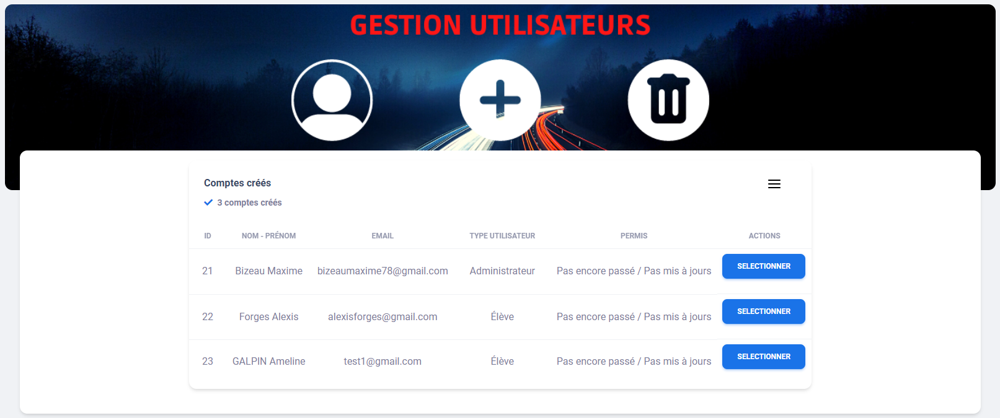 GESTION UTILISATEURS
Comptes créés
3 comptes créés
ID NOM - PRÉNOM EMAIL TYPE UTILISATEUR PERMIS ACTIONS
21 Bizeau Maxime bizeaumaxime78@gmail.com Administrateur Pas encore passé / Pas mis à jours SELECTIONNER
22 Forges Alexis alexisforges@gmail.com Élève Pas encore passé / Pas mis à jours SELECTIONNER
23 GALPIN Ameline test1@gmail.com Élève Pas encore passé / Pas mis à jours SELECTIONNER